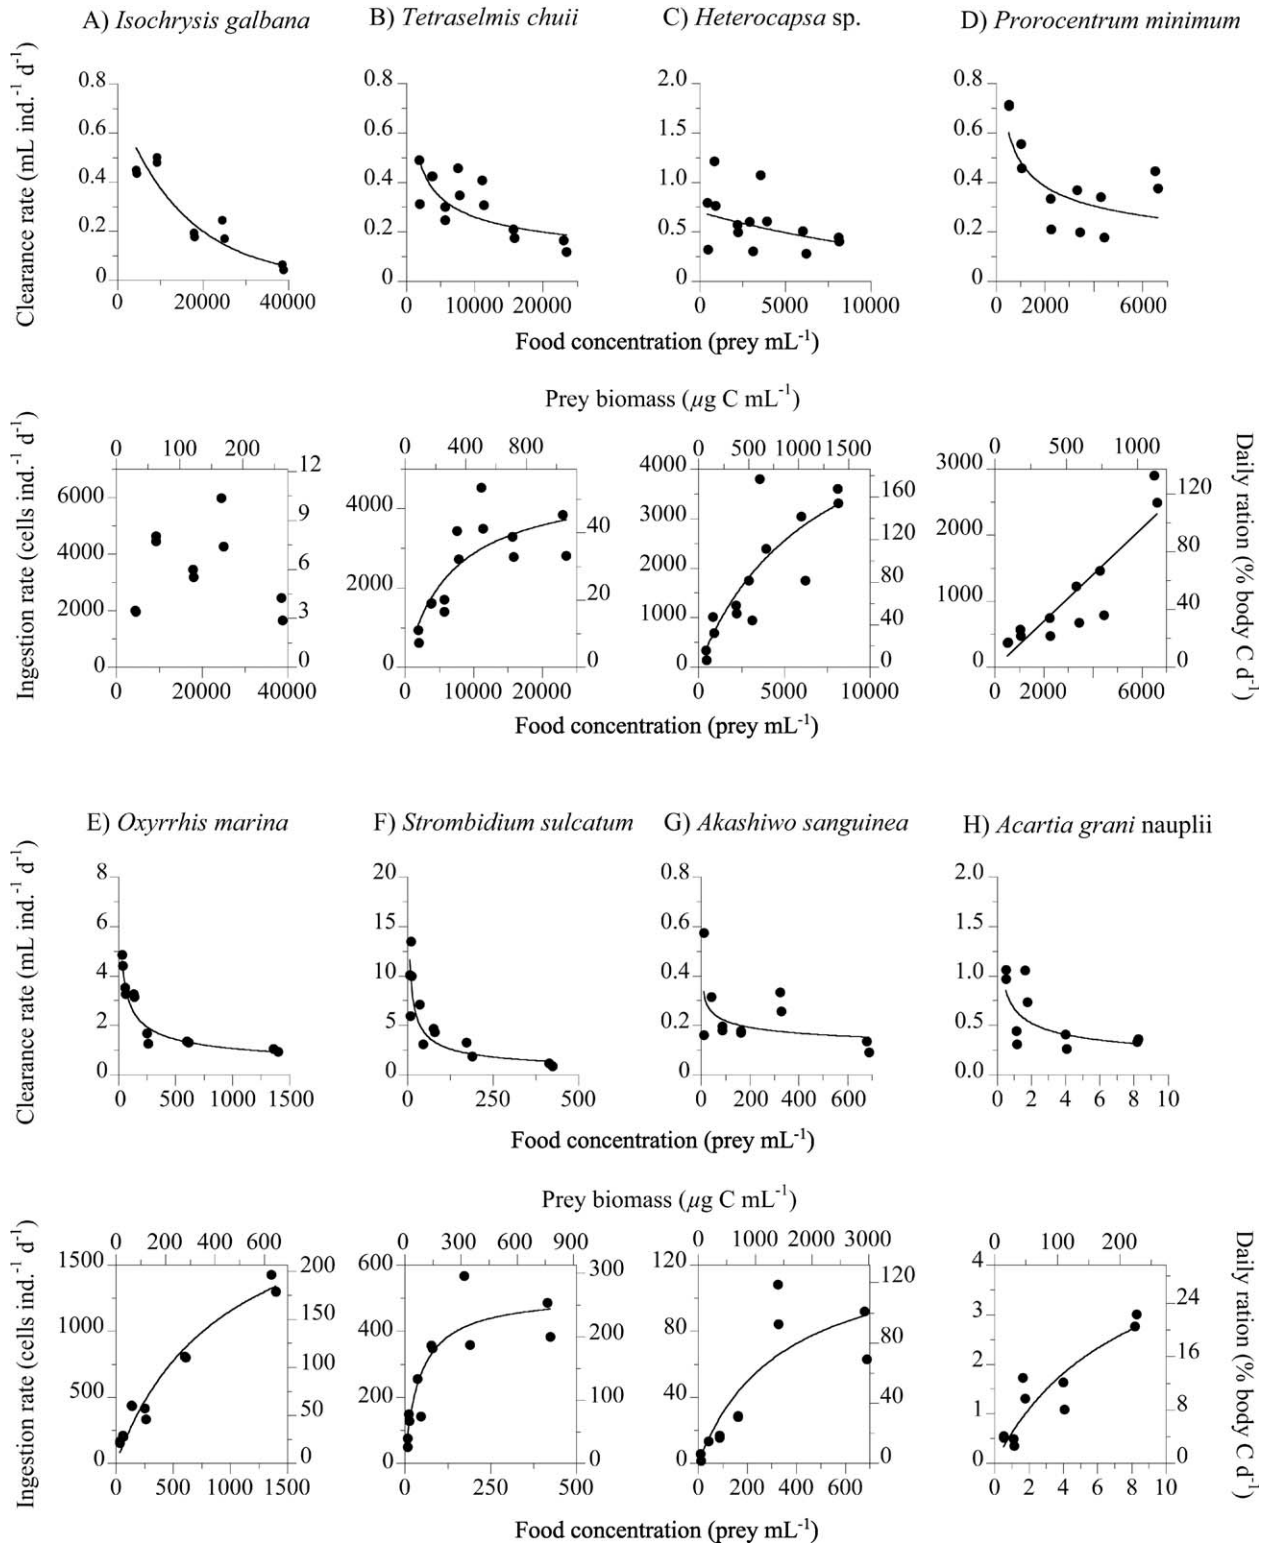 A) Isochrysis galbana
B) Tetraselmis chuii
C) Heterocapsa sp.
D) Prorocentrum minimum
Clearance rate (mL ind.-1 d-1)
0.8
0.6
0.4
0.2
0
0 20000 40000
0.8
0.6
0.4
0.2
0
0 10000 20000
2.0
1.5
1.0
0.5
0
0 5000 10000
0.8
0.6
0.4
0.2
0
0 2000 6000
Food concentration (prey mL-1)
Prey biomass (µg C mL-1)
Ingestion rate (cells ind.-1 d-1)
0 100 200
6000
4000
2000
0
12
9
6
3
0
0 20000 40000
0 400 800
4000
2000
0
40
20
0
0 10000 20000
0 500 1000 1500
4000
3000
2000
1000
0
160
120
80
40
0
0 5000 10000
0 500 1000
3000
2000
1000
0
120
80
40
0
0 2000 6000
Daily ration (% body C d-1)
Food concentration (prey mL-1)
E) Oxyrrhis marina
F) Strombidium sulcatum
G) Akashiwo sanguinea
H) Acartia grani nauplii
Clearance rate (mL ind.-1 d-1)
8
6
4
2
0
0 500 1000 1500
20
15
10
5
0
0 250 500
0.8
0.6
0.4
0.2
0
0 200 400 600
2.0
1.5
1.0
0.5
0.0
0 2 4 6 8 10
Food concentration (prey mL-1)
Prey biomass (µg C mL-1)
Ingestion rate (cells ind.-1 d-1)
0 200 400 600
1500
1000
500
0
200
150
100
50
0
0 500 1000 1500
0 300 600 900
600
400
200
0
300
200
100
0
0 250 500
0 1000 2000 3000
120
80
40
0
120
80
40
0
0 200 400 600
0 50 100 200
4
3
2
1
0
24
16
8
0
0 2 4 6 8 10
Daily ration (% body C d-1)
Food concentration (prey mL-1)